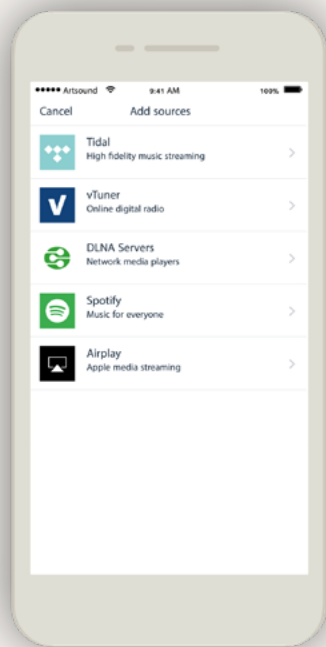 Artsound 9:41 AM 100%
Cancel Add sources
Tidal
High fidelity music streaming
vTuner
Online digital radio
DLNA Servers
Network media players
Spotify
Music for everyone
Airplay
Apple media streaming